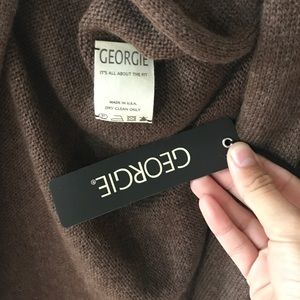 GEORGIE
IT'S ALL ABOUT THE FIT
MADE IN U.S.A.
DRY CLEAN ONLY
GEORGIE®